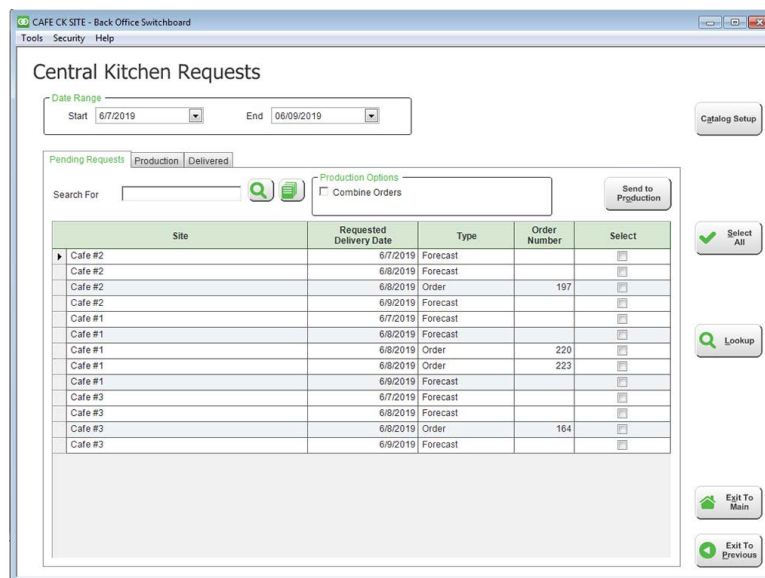 CAFE CK SITE - Back Office Switchboard
Tools Security Help
Central Kitchen Requests
Date Range
Start 6/7/2019 End 06/09/2019
Catalog Setup
Pending Requests Production Delivered
Search For
Production Options
Combine Orders
Send to
Production
Site Requested Delivery Date Type Order Number Select
Cafe #2 6/7/2019 Forecast
Cafe #2 6/8/2019 Forecast
Cafe #2 6/8/2019 Order 197
Cafe #2 6/9/2019 Forecast
Cafe #1 6/7/2019 Forecast
Cafe #1 6/8/2019 Forecast
Cafe #1 6/8/2019 Order 220
Cafe #1 6/8/2019 Order 223
Cafe #1 6/9/2019 Forecast
Cafe #3 6/7/2019 Forecast
Cafe #3 6/8/2019 Forecast
Cafe #3 6/8/2019 Order 164
Cafe #3 6/9/2019 Forecast
Select
All
Lookup
Exit To
Main
Exit To
Previous